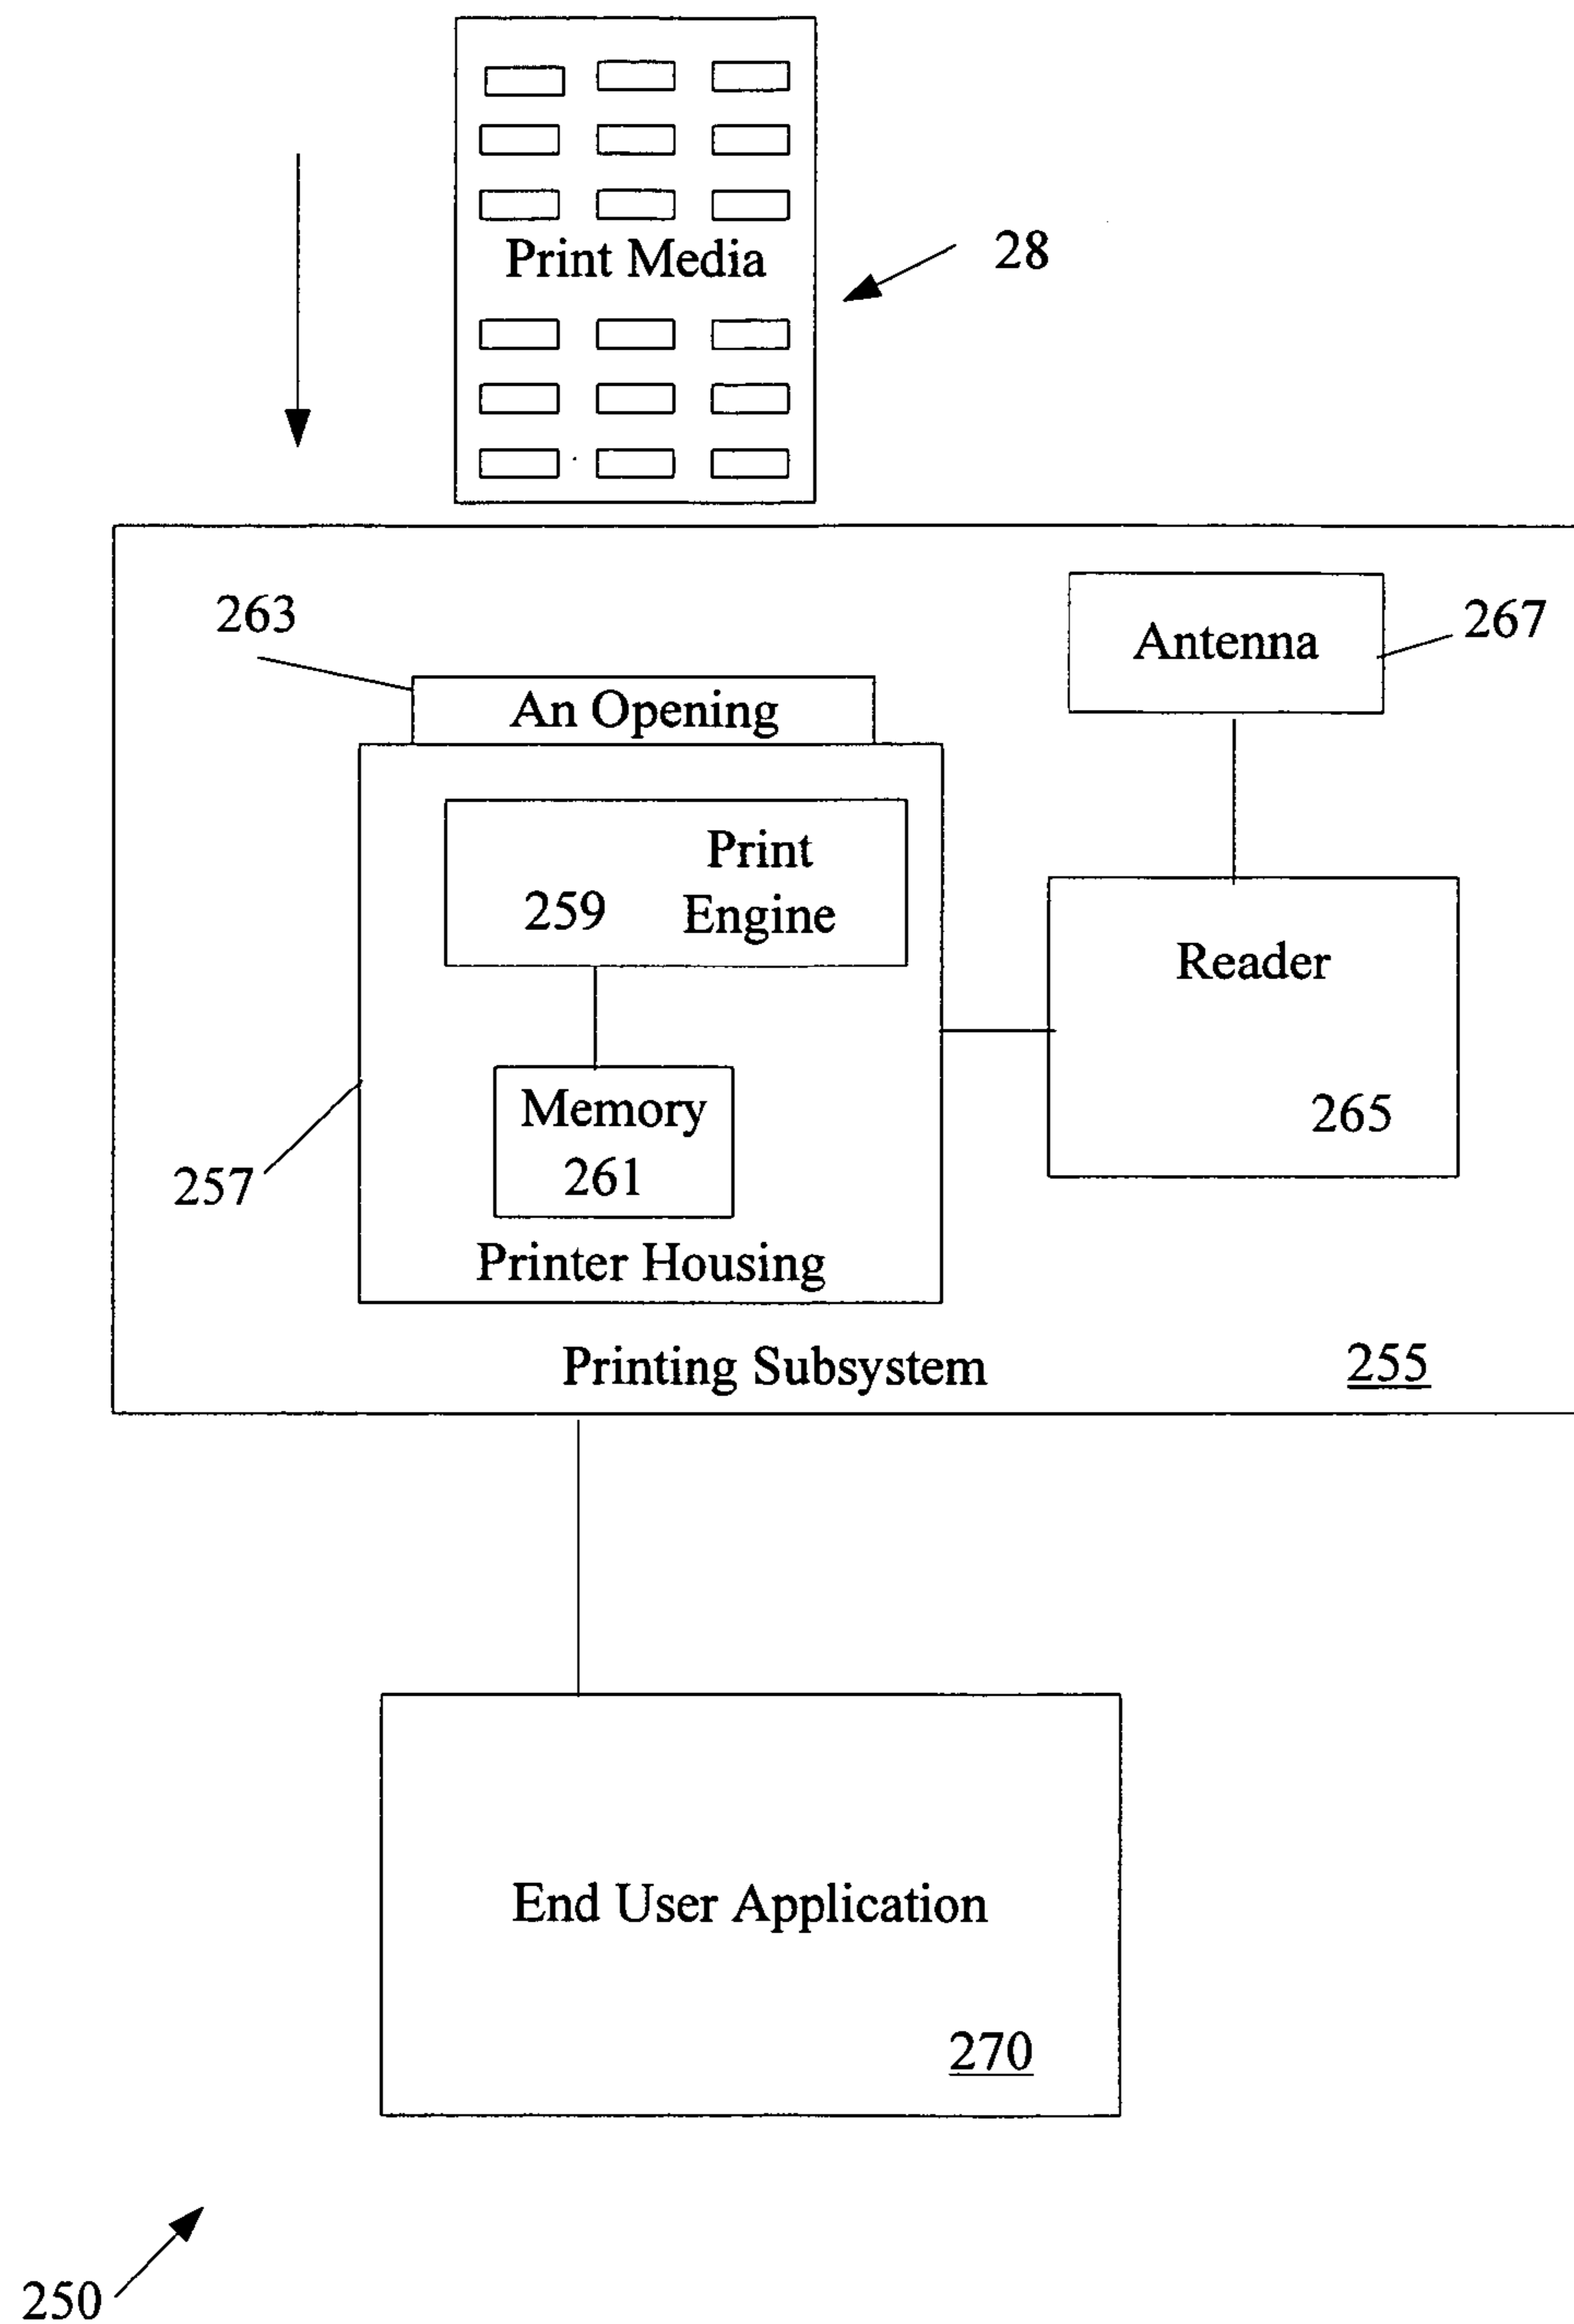 Print Media
28
263
267
Antenna
An Opening
Print
Engine
259
Reader
Memory
261
265
257
Printer Housing
Printing Subsystem
255
End User Application
270
250